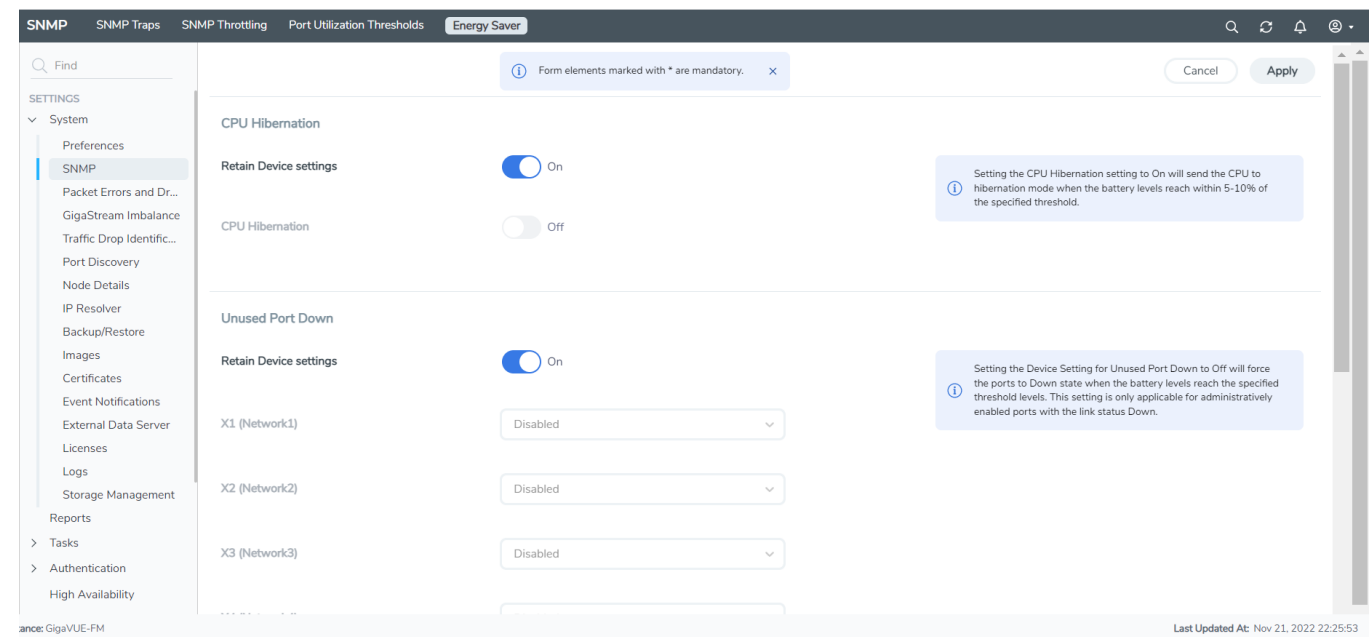 SNMP SNMP Traps SNMP Throttling Port Utilization Thresholds Energy Saver
Find
Form elements marked with * are mandatory.
Cancel Apply
SETTINGS
System
Preferences
SNMP
Packet Errors and Dr...
GigaStream Imbalance
Traffic Drop Identific...
Port Discovery
Node Details
IP Resolver
Backup/Restore
Images
Certificates
Event Notifications
External Data Server
Licenses
Logs
Storage Management
Reports
Tasks
Authentication
High Availability
CPU Hibernation
Retain Device settings On
Setting the CPU Hibernation setting to On will send the CPU to
hibernation mode when the battery levels reach within 5-10% of
the specified threshold.
CPU Hibernation Off
Unused Port Down
Retain Device settings On
Setting the Device Setting for Unused Port Down to Off will force
the ports to Down state when the battery levels reach the specified
threshold levels. This setting is only applicable for administratively
enabled ports with the link status Down.
X1 (Network1) Disabled
X2 (Network2) Disabled
X3 (Network3) Disabled
ance: GigaVUE-FM
Last Updated At: Nov 21, 2022 22:25:53